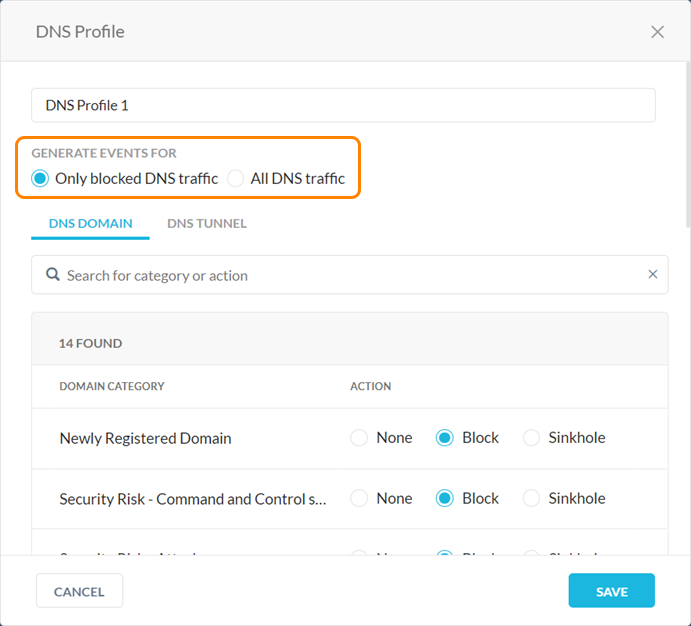 DNS Profile
DNS Profile 1
GENERATE EVENTS FOR
Only blocked DNS traffic All DNS traffic
DNS DOMAIN DNS TUNNEL
Search for category or action
14 FOUND
DOMAIN CATEGORY ACTION
Newly Registered Domain None Block Sinkhole
Security Risk - Command and Control s... None Block Sinkhole
CANCEL SAVE